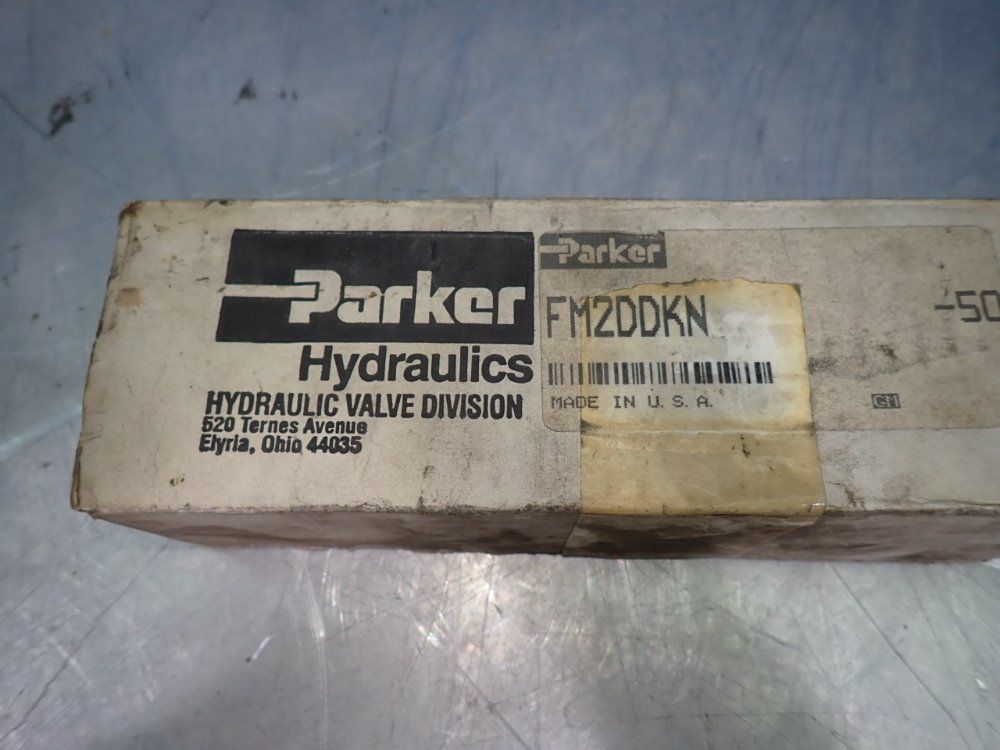 Parker
Hydraulics
HYDRAULIC VALVE DIVISION
520 Ternes Avenue
Elyria, Ohio 44035
Parker
FM2DDKN
-50
MADE IN U.S.A.